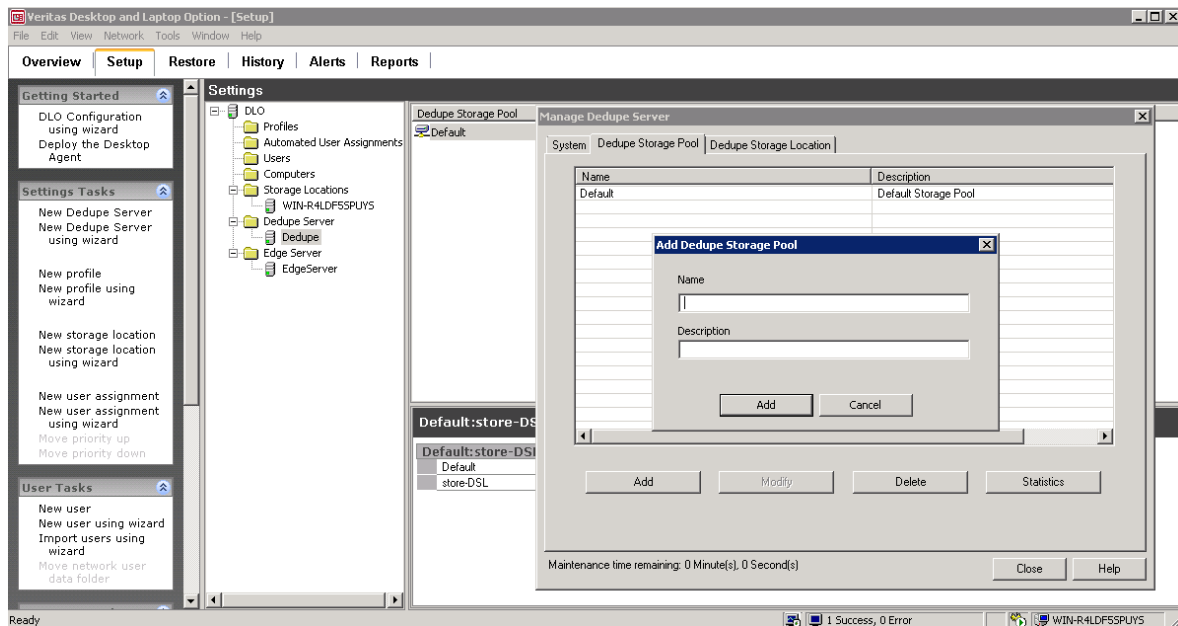 Veritas Desktop and Laptop Option - [Setup]
File Edit View Network Tools Window Help
Overview Setup Restore History Alerts Reports
Getting Started
DLO Configuration
using wizard
Deploy the Desktop
Agent
Settings Tasks
New Dedupe Server
New Dedupe Server
using wizard
New profile
New profile using
wizard
New storage location
New storage location
using wizard
New user assignment
New user assignment
using wizard
Move priority up
Move priority down
User Tasks
New user
New user using wizard
Import users using
wizard
Move network user
data folder
Settings
DLO
Profiles
Automated User Assignments
Users
Computers
Storage Locations
WIN-R4LDF5SPUYS
Dedupe Server
Dedupe
Edge Server
EdgeServer
Dedupe Storage Pool
Default
Default:store-DS
Default:store-DSI
Default
store-DSL
Manage Dedupe Server
System Dedupe Storage Pool Dedupe Storage Location
Name Description
Default Default Storage Pool
Add Dedupe Storage Pool
Name
Description
Add Cancel
Add Modify Delete Statistics
Maintenance time remaining: 0 Minute(s), 0 Second(s)
Close Help
Ready
1 Success, 0 Error
WIN-R4LDF5SPUYS